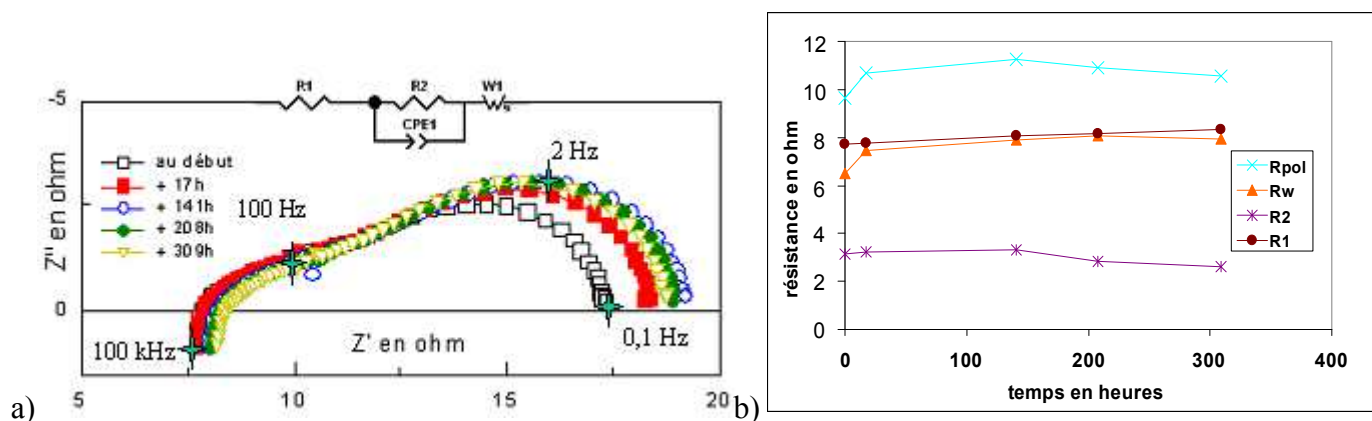 R1
R2
W1
s
CPE1
-5
Z" en ohm
0
au début
+ 17h
+ 141h
+ 208h
+ 309h
100 Hz
2 Hz
100 kHz
0,1 Hz
Z' en ohm
5
10
15
20
a)
12
10
8
6
4
2
0
résistance en ohm
Rpol
Rw
R2
R1
0
100
200
300
400
temps en heures
b)